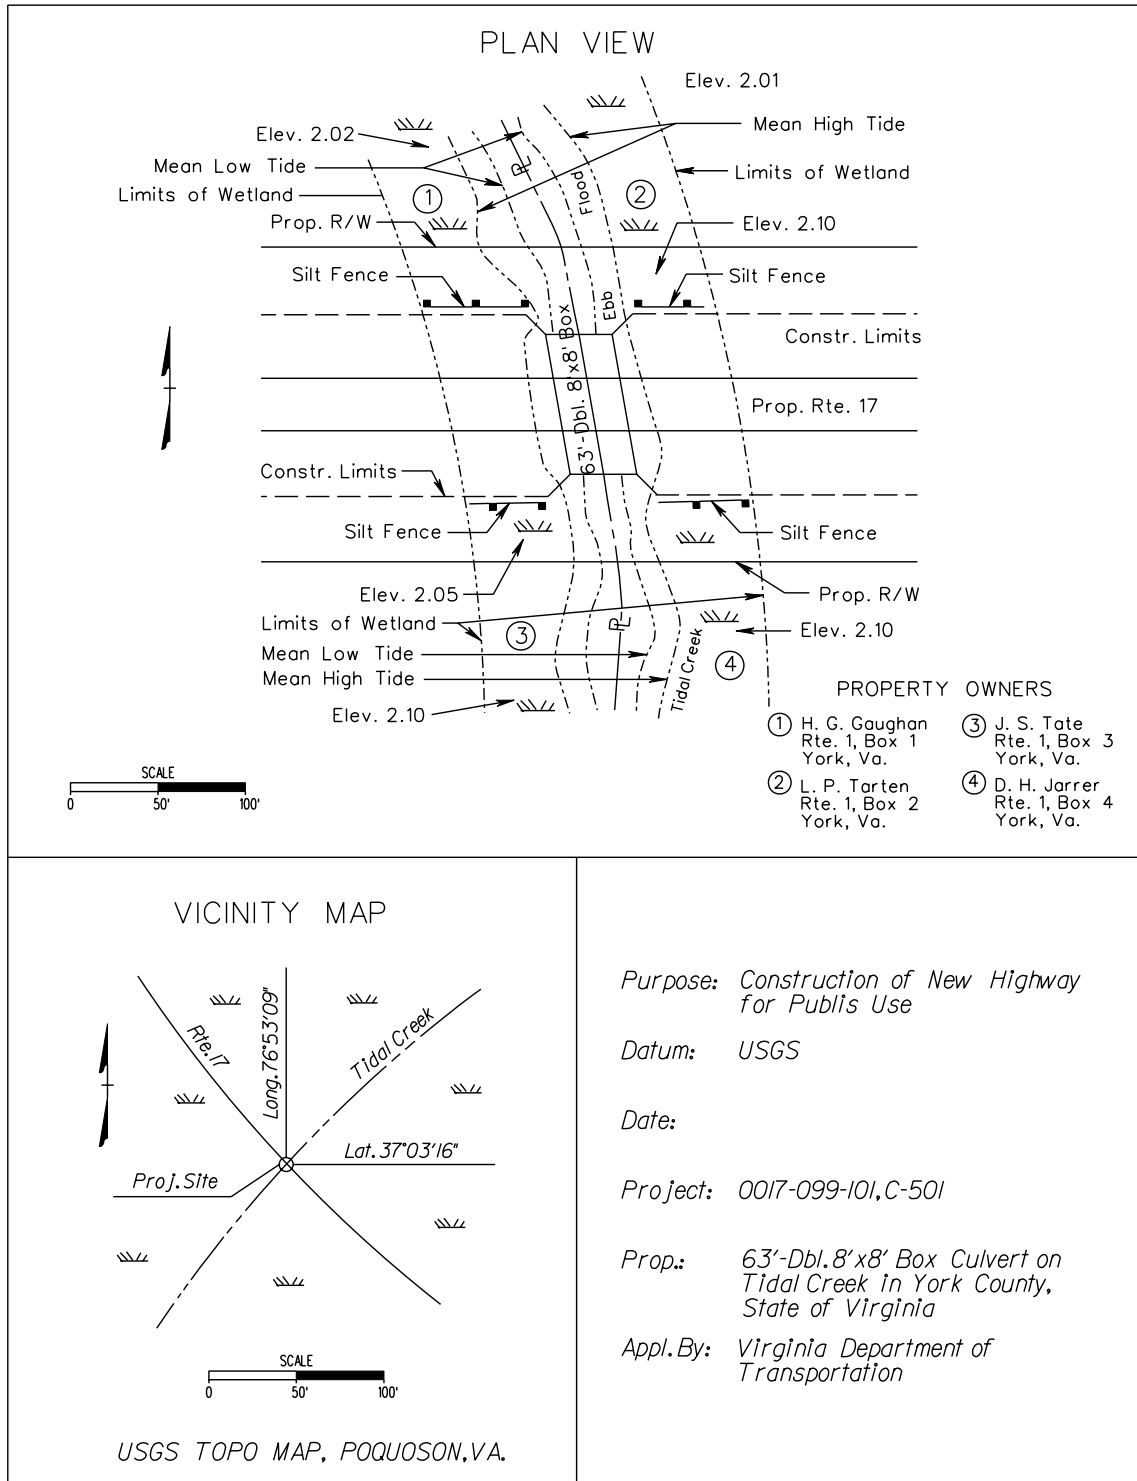 PLAN VIEW
Elev. 2.01
Elev. 2.02
Mean High Tide
Mean Low Tide
PL
Limits of Wetland
Limits of Wetland
1
Flood
2
Prop. R/W
Elev. 2.10
Silt Fence
Silt Fence
Ebb
Constr. Limits
63'-Dbl. 8'x8' Box
Prop. Rte. 17
Constr. Limits
Silt Fence
Silt Fence
Elev. 2.05
Prop. R/W
Limits of Wetland
3
PL
Elev. 2.10
Mean Low Tide
Tidal Creek
4
Mean High Tide
Elev. 2.10
PROPERTY OWNERS
1 H. G. Gaughan
Rte. 1, Box 1
York, Va.
3 J. S. Tate
Rte. 1, Box 3
York, Va.
2 L. P. Tarten
Rte. 1, Box 2
York, Va.
4 D. H. Jarrer
Rte. 1, Box 4
York, Va.
SCALE
0 50' 100'
VICINITY MAP
Rte. 17
Long. 76°53'09"
Tidal Creek
Lat. 37°03'16"
Proj. Site
SCALE
0 50' 100'
USGS TOPO MAP, POQUOSON, VA.
Purpose: Construction of New Highway
for Publis Use
Datum: USGS
Date:
Project: 0017-099-101, C-501
Prop.: 63'-Dbl. 8'x8' Box Culvert on
Tidal Creek in York County,
State of Virginia
Appl. By: Virginia Department of
Transportation